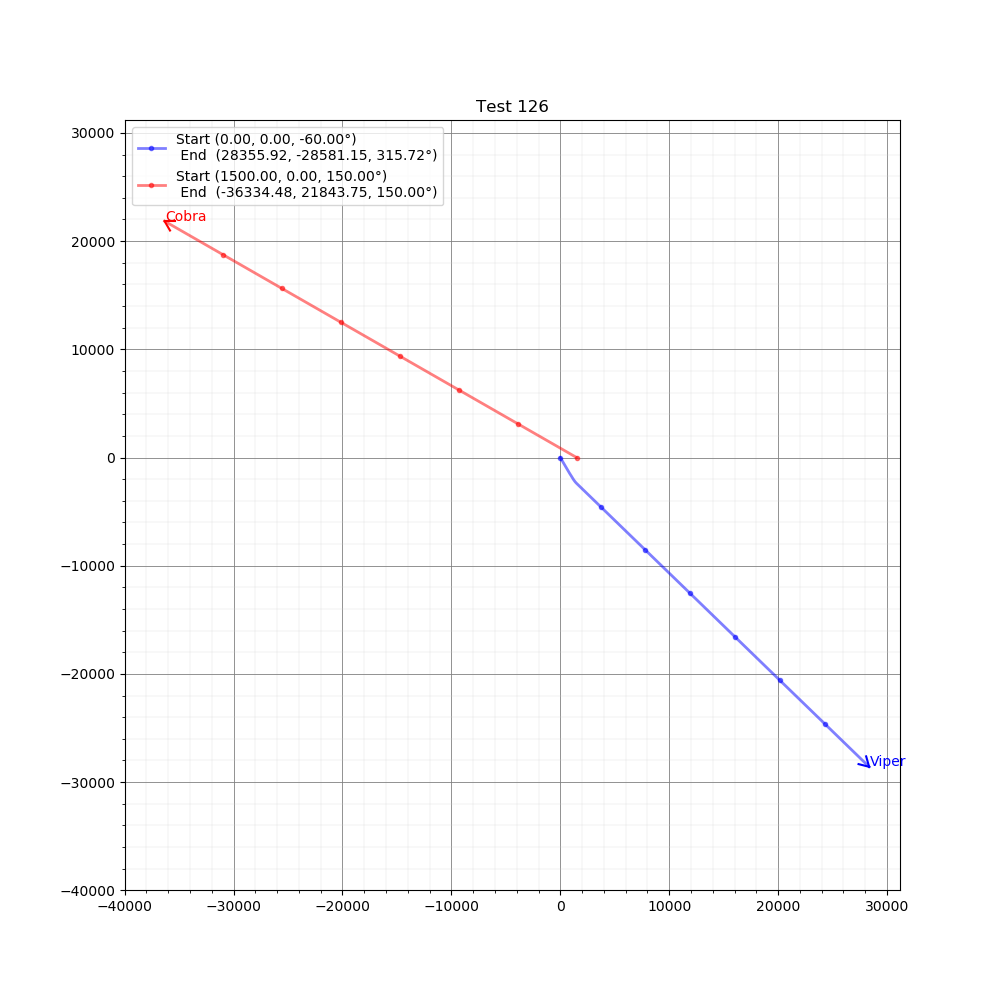 Test 126
30000
20000
10000
0
−10000
−20000
−30000
−40000
Start (0.00, 0.00, -60.00°)
End (28355.92, -28581.15, 315.72°)
Start (1500.00, 0.00, 150.00°)
End (-36334.48, 21843.75, 150.00°)
Cobra
Viper
−40000 −30000 −20000 −10000 0 10000 20000 30000